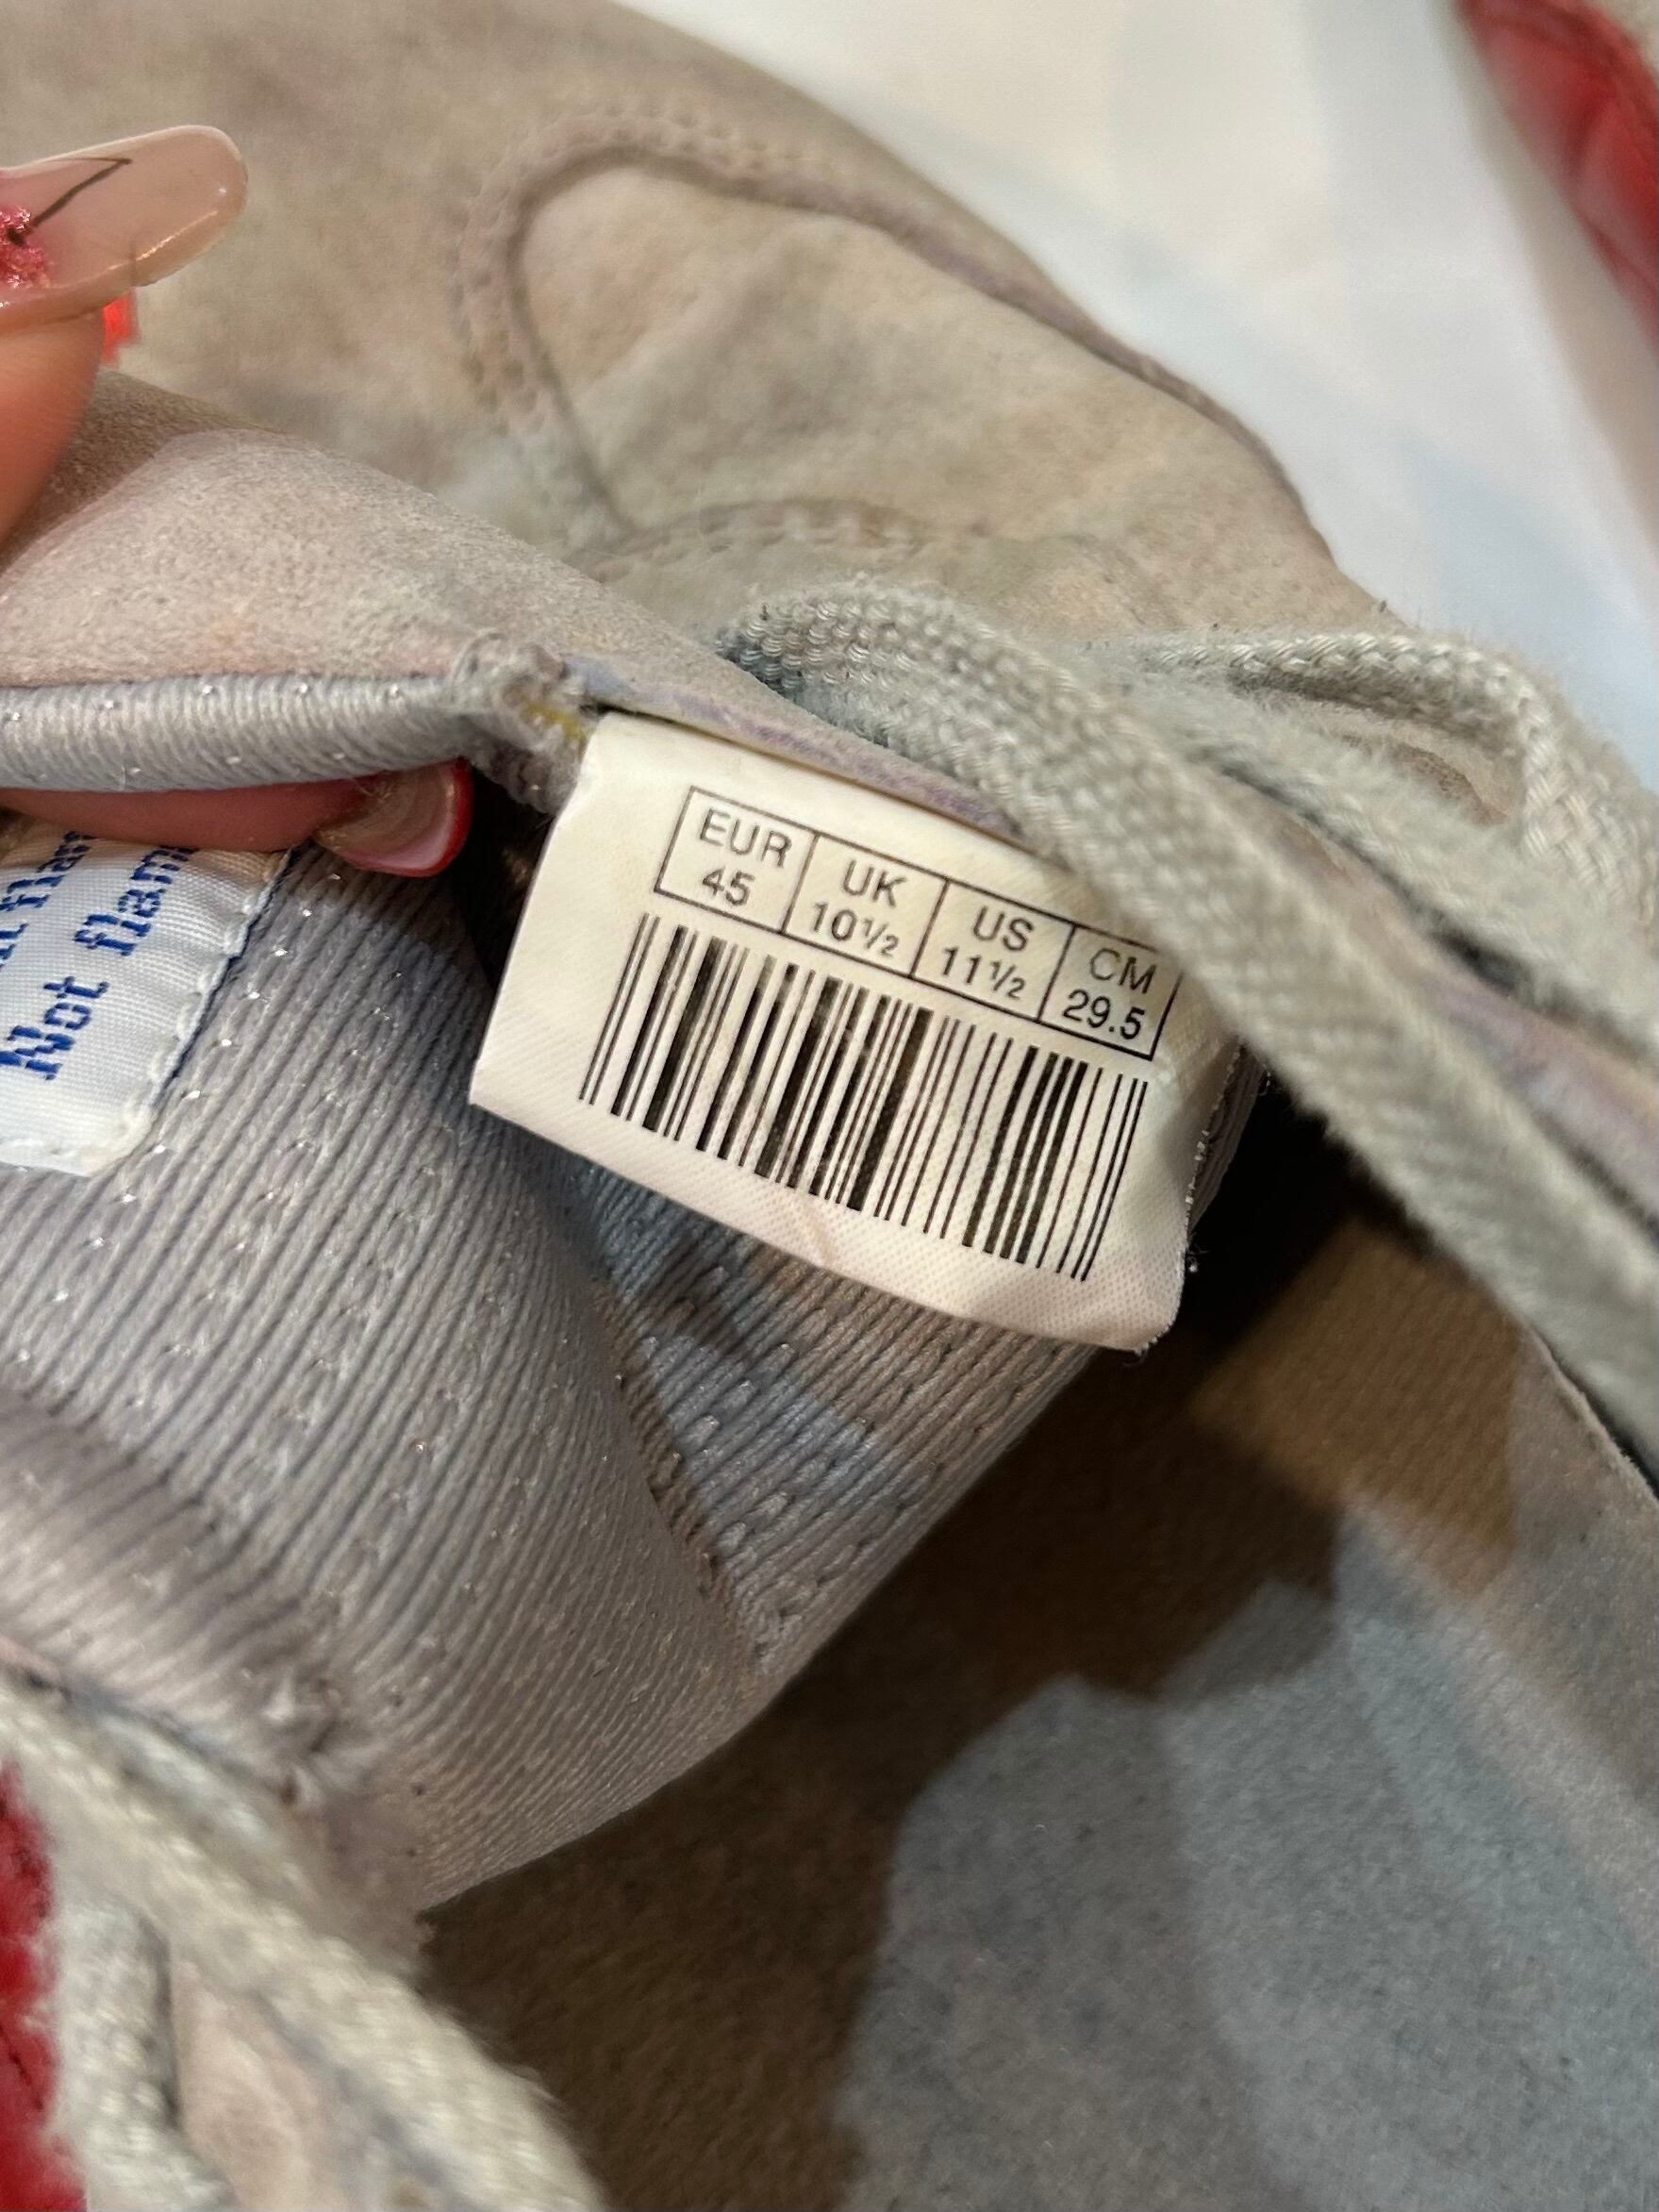 EUR UK US CM
45 10½ 11½ 29.5
Not flam